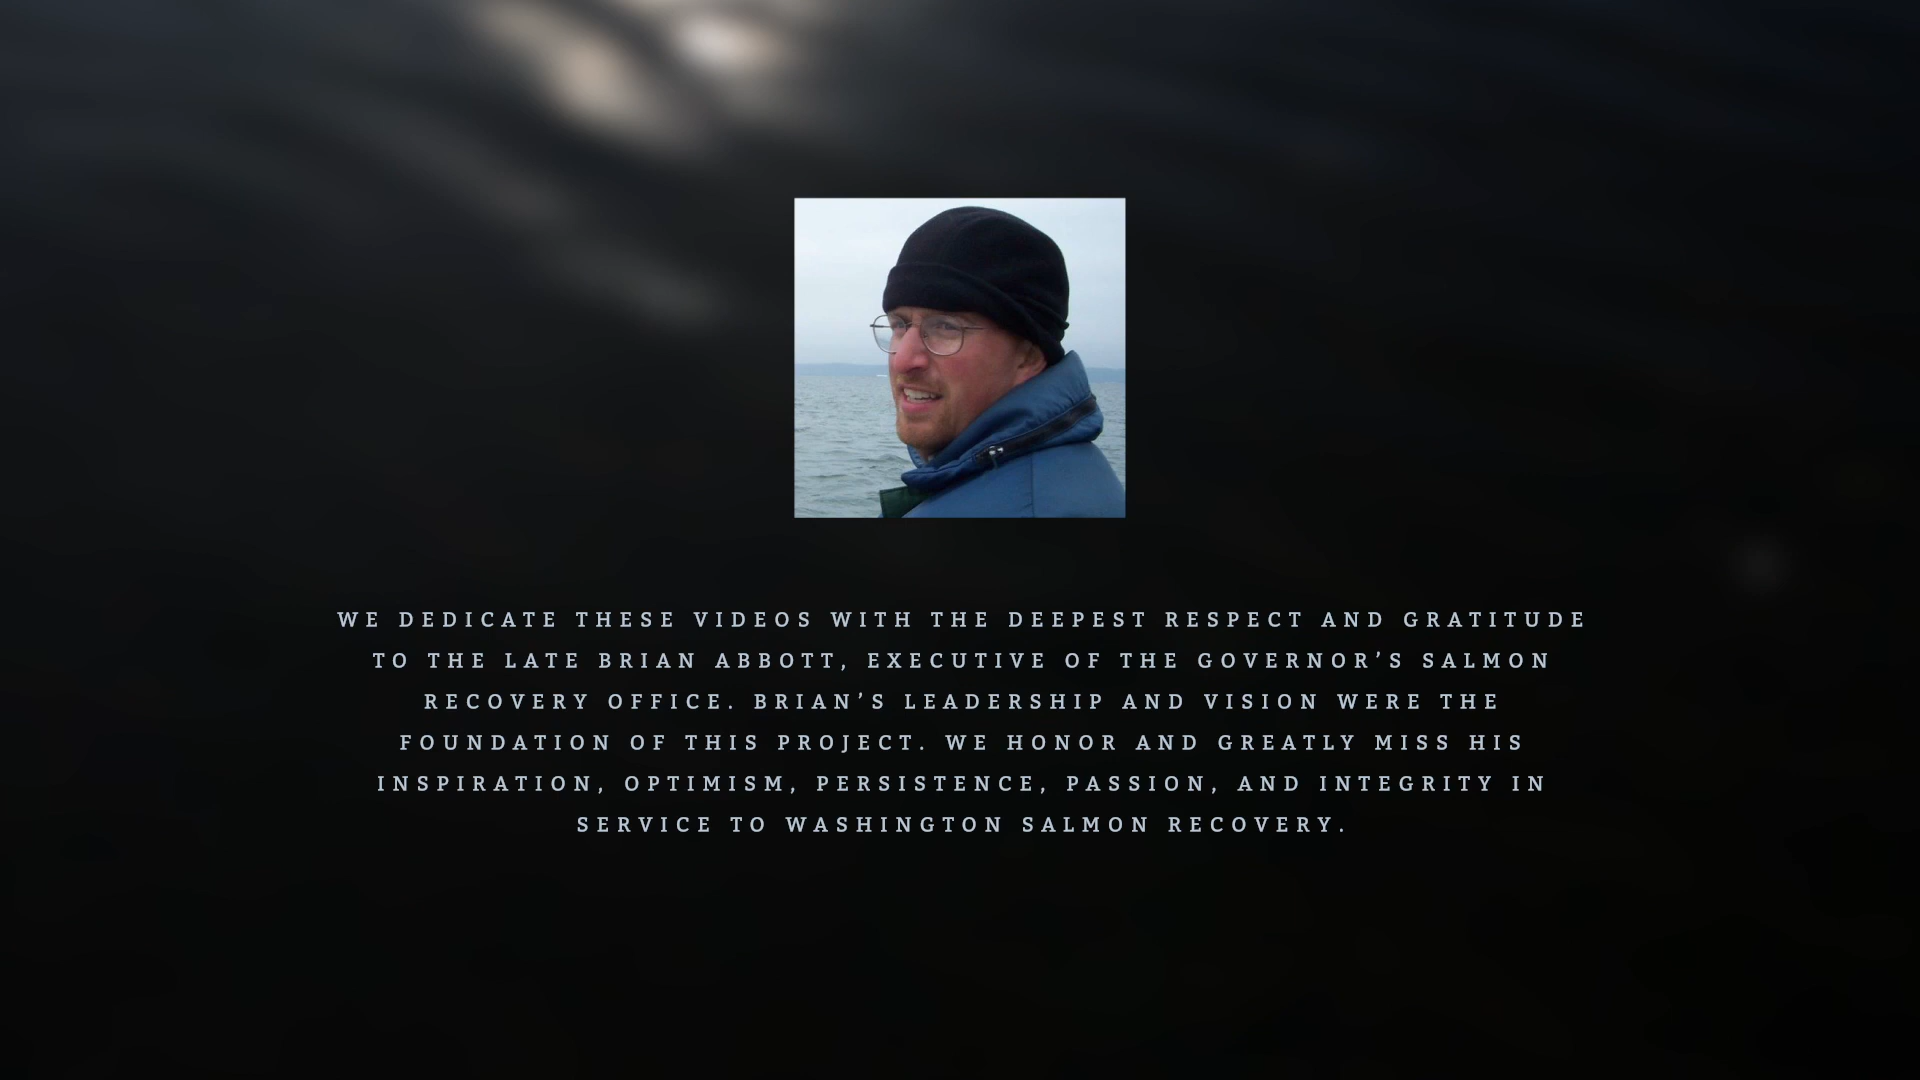 WE DEDICATE THESE VIDEOS WITH THE DEEPEST RESPECT AND GRATITUDE
TO THE LATE BRIAN ABBOTT, EXECUTIVE OF THE GOVERNOR’S SALMON
RECOVERY OFFICE. BRIAN’S LEADERSHIP AND VISION WERE THE
FOUNDATION OF THIS PROJECT. WE HONOR AND GREATLY MISS HIS
INSPIRATION, OPTIMISM, PERSISTENCE, PASSION, AND INTEGRITY IN
SERVICE TO WASHINGTON SALMON RECOVERY.